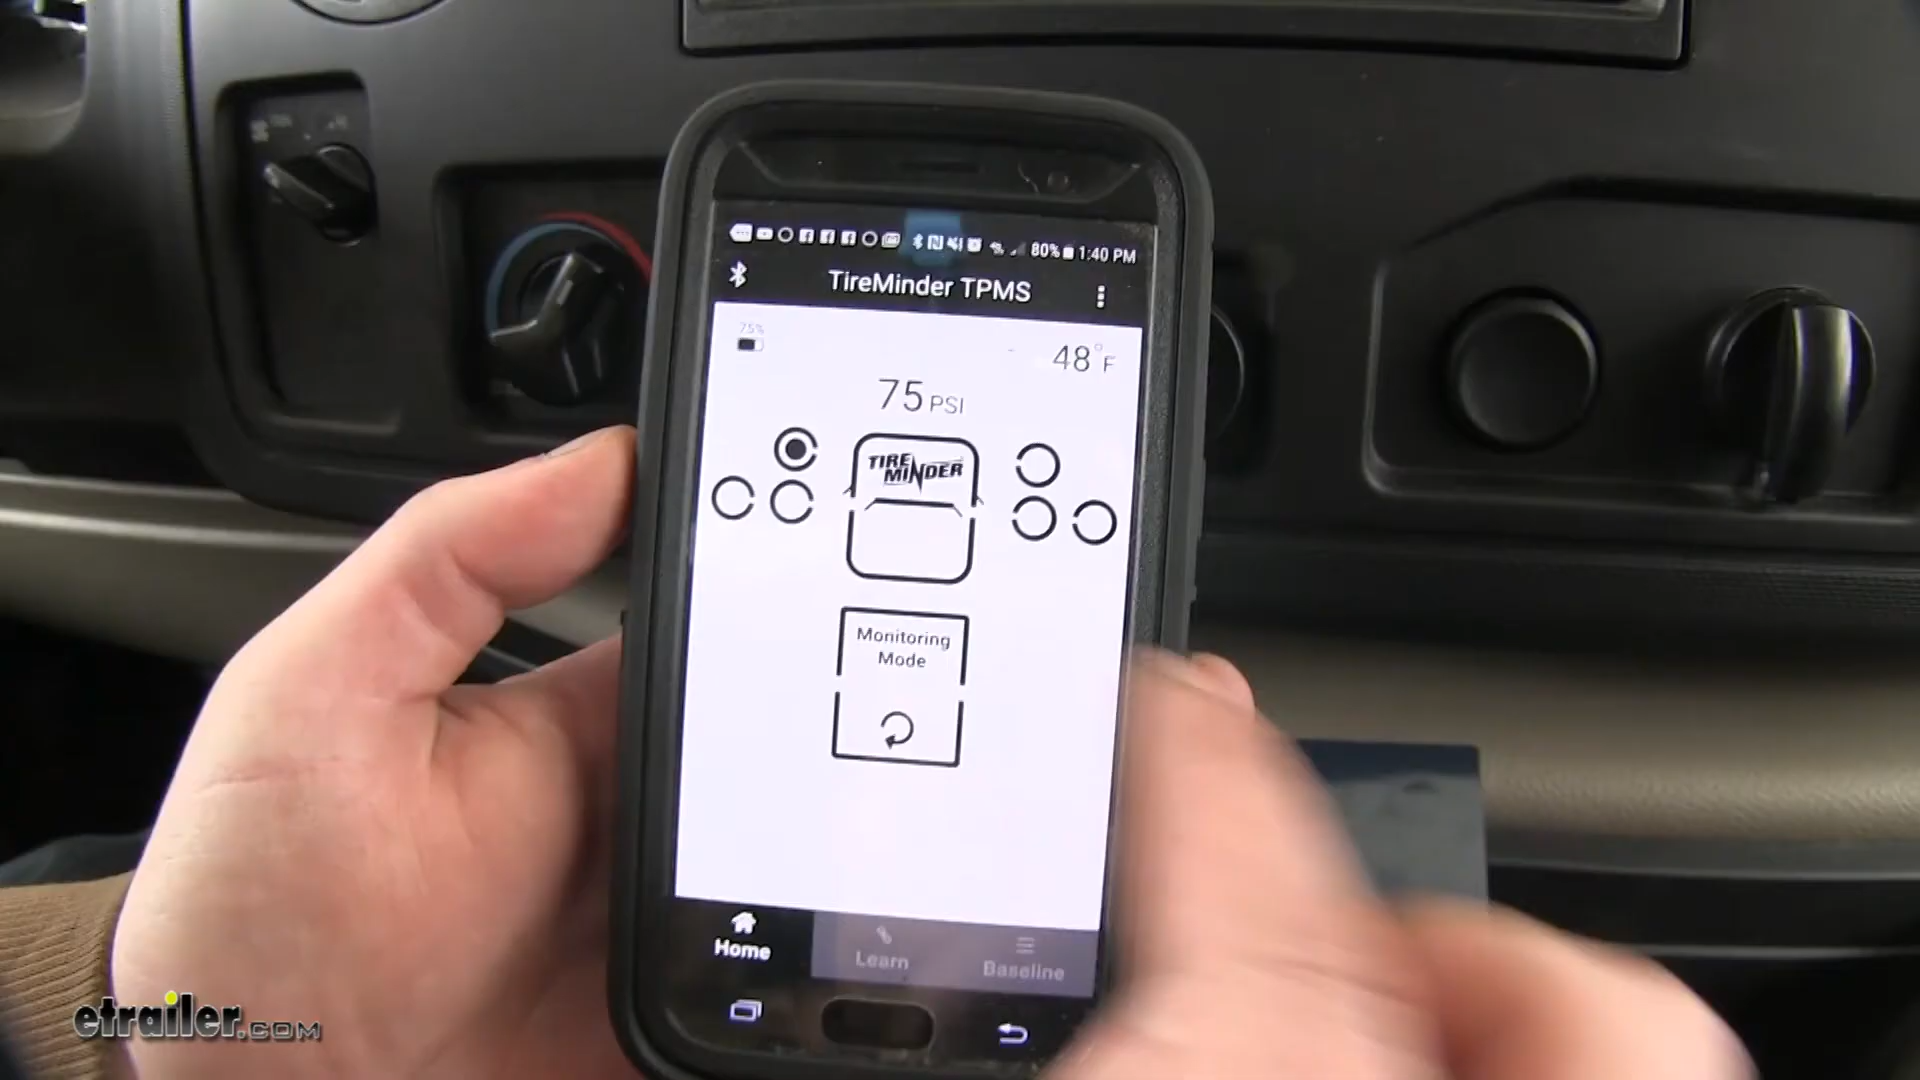 80% 1:40 PM
TireMinder TPMS
75%
48°F
75 PSI
TIRE
MINDER
Monitoring
Mode
Home
Learn
Baseline
etrailer.com